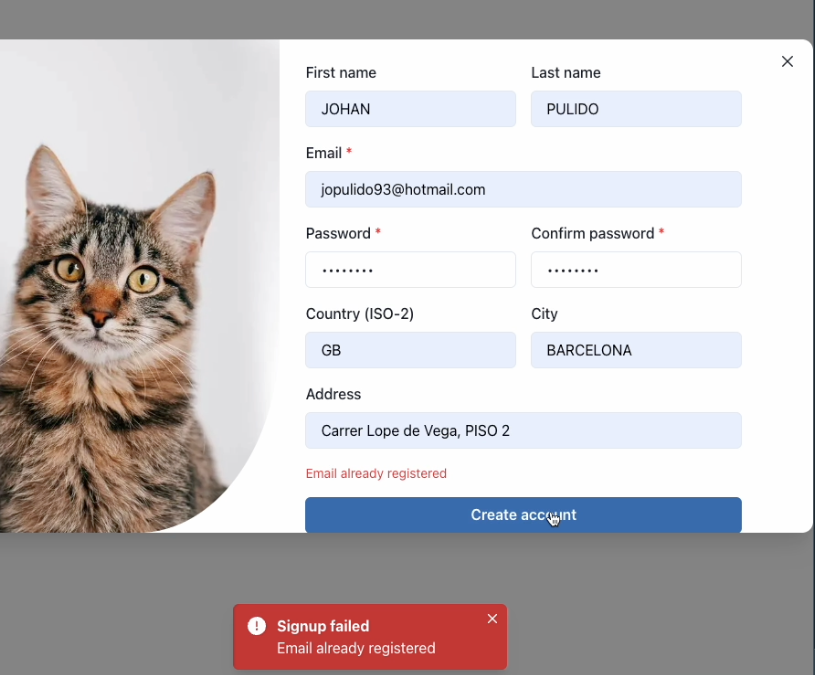 First name Last name
JOHAN PULIDO
Email *
jopulido93@hotmail.com
Password * Confirm password *
•••••••• ••••••••
Country (ISO-2) City
GB BARCELONA
Address
Carrer Lope de Vega, PISO 2
Email already registered
Create account
Signup failed
Email already registered